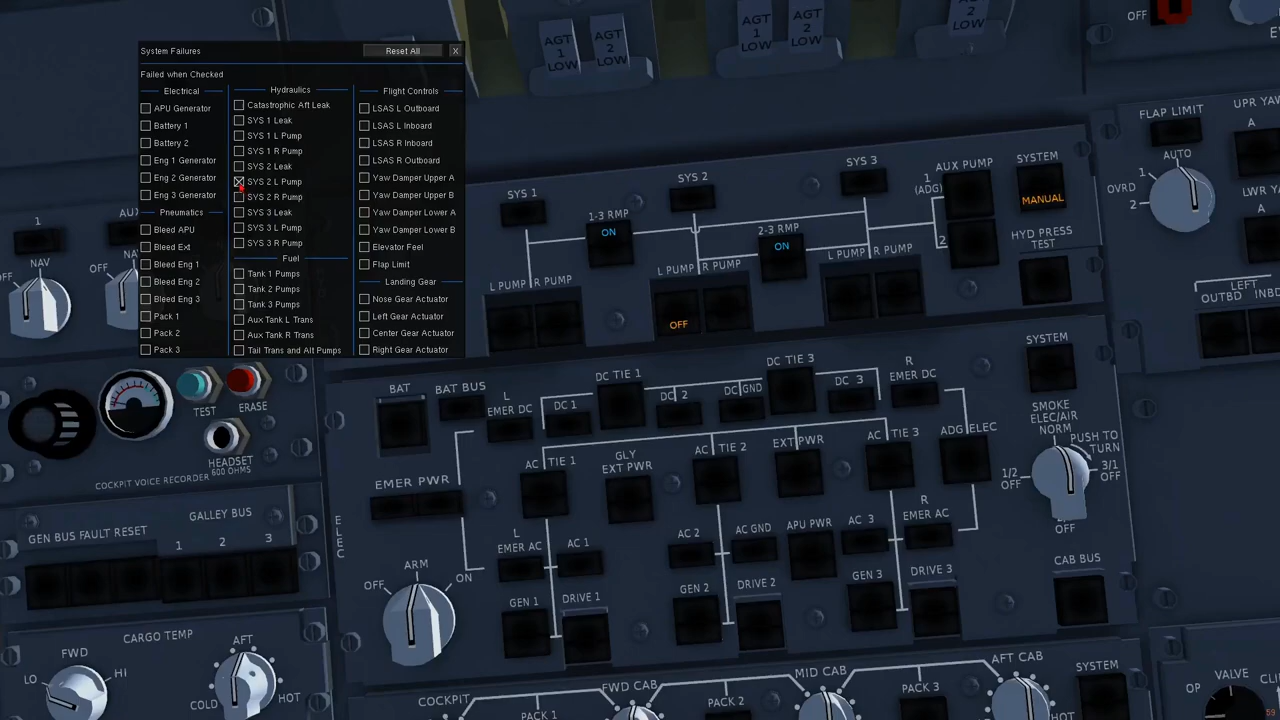 System Failures
Reset All
X
Failed when Checked
Electrical
APU Generator
Battery 1
Battery 2
Eng 1 Generator
Eng 2 Generator
Eng 3 Generator
Pneumatics
Bleed APU
Bleed Ext
Bleed Eng 1
Bleed Eng 2
Bleed Eng 3
Pack 1
Pack 2
Pack 3
Hydraulics
Catastrophic Aft Leak
SYS 1 Leak
SYS 1 L Pump
SYS 1 R Pump
SYS 2 Leak
SYS 2 L Pump
SYS 2 R Pump
SYS 3 Leak
SYS 3 L Pump
SYS 3 R Pump
Fuel
Tank 1 Pumps
Tank 2 Pumps
Tank 3 Pumps
Aux Tank L Trans
Aux Tank R Trans
Tail Trans and Alt Pumps
Flight Controls
LSAS L Outboard
LSAS L Inboard
LSAS R Inboard
LSAS R Outboard
Yaw Damper Upper A
Yaw Damper Upper B
Yaw Damper Lower A
Yaw Damper Lower B
Elevator Feel
Flap Limit
Landing Gear
Nose Gear Actuator
Left Gear Actuator
Center Gear Actuator
Right Gear Actuator
AGT 1 LOW
AGT 2 LOW
AGT 1 LOW
AGT 2 LOW
2 LOW
OFF
FLAP LIMIT
AUTO
OVRD
2
UPR YAW
A
LWR YA
A
LEFT
OUTBD
INBD
SYS 1
SYS 2
SYS 3
1-3 RMP
ON
2-3 RMP
ON
L PUMP
R PUMP
L PUMP
R PUMP
OFF
L PUMP
R PUMP
AUX PUMP
1
(ADG)
2
SYSTEM
MANUAL
HYD PRESS
TEST
1
AUX
NAV
OFF
NAV
TEST
ERASE
HEADSET
600 OHMS
COCKPIT VOICE RECORDER
GALLEY BUS
GEN BUS FAULT RESET
1
2
3
CARGO TEMP
FWD
AFT
LO
HI
COLD
HOT
ELEC
BAT
BAT BUS
L
EMER DC
DC 1
DC TIE 1
DC 2
DC GND
DC TIE 3
DC 3
R
EMER DC
EMER PWR
AC TIE 1
GLY
EXT PWR
AC TIE 2
EXT PWR
AC TIE 3
ADG ELEC
OFF
ARM
ON
L
EMER AC
AC 1
AC 2
AC GND
APU PWR
AC 3
R
EMER AC
GEN 1
DRIVE 1
GEN 2
DRIVE 2
GEN 3
DRIVE 3
SYSTEM
SMOKE
ELEC/AIR
NORM
PUSH TO
TURN
1/2
OFF
3/1
OFF
OFF
CAB BUS
COCKPIT
PACK 1
FWD CAB
PACK 2
MID CAB
PACK 3
AFT CAB
HOT
SYSTEM
VALVE
OP